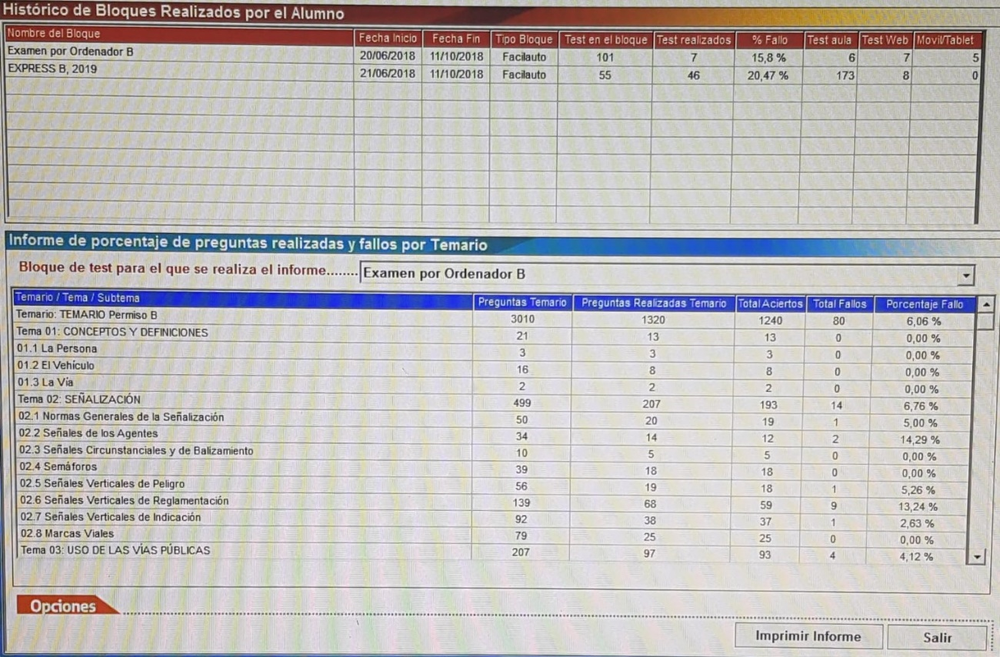 Histórico de Bloques Realizados por el Alumno
Nombre del Bloque Fecha Inicio Fecha Fin Tipo Bloque Test en el bloque Test realizados % Fallo Test aula Test Web Movil/Tablet
Examen por Ordenador B 20/06/2018 11/10/2018 Facilauto 101 7 15,8 % 6 7 5
EXPRESS B, 2019 21/06/2018 11/10/2018 Facilauto 55 46 20,47 % 173 8 0
Informe de porcentaje de preguntas realizadas y fallos por Temario
Bloque de test para el que se realiza el informe........ Examen por Ordenador B
Temario / Tema / Subtema Preguntas Temario Preguntas Realizadas Temario Total Aciertos Total Fallos Porcentaje Fallo
Temario: TEMARIO Permiso B 3010 1320 1240 80 6,06 %
Tema 01: CONCEPTOS Y DEFINICIONES 21 13 13 0 0,00 %
01.1 La Persona 3 3 3 0 0,00 %
01.2 El Vehículo 16 8 8 0 0,00 %
01.3 La Vía 2 2 2 0 0,00 %
Tema 02: SEÑALIZACIÓN 499 207 193 14 6,76 %
02.1 Normas Generales de la Señalización 50 20 19 1 5,00 %
02.2 Señales de los Agentes 34 14 12 2 14,29 %
02.3 Señales Circunstanciales y de Balizamiento 10 5 5 0 0,00 %
02.4 Semáforos 39 18 18 0 0,00 %
02.5 Señales Verticales de Peligro 56 19 18 1 5,26 %
02.6 Señales Verticales de Reglamentación 139 68 59 9 13,24 %
02.7 Señales Verticales de Indicación 92 38 37 1 2,63 %
02.8 Marcas Viales 79 25 25 0 0,00 %
Tema 03: USO DE LAS VÍAS PÚBLICAS 207 97 93 4 4,12 %
Opciones
Imprimir Informe Salir